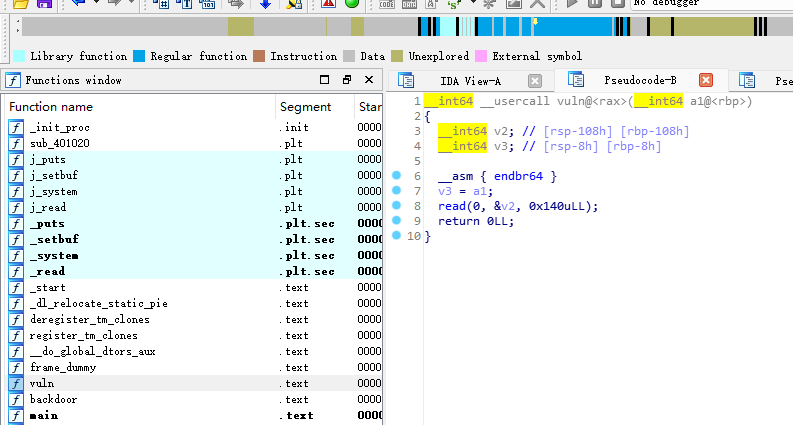 No debugger
Library function Regular function Instruction Data Unexplored External symbol
Functions window
IDA View-A Pseudocode-B
Function name Segment
_init_proc .init 0000
sub_401020 .plt 0000
j_puts .plt 0000
j_setbuf .plt 0000
j_system .plt 0000
j_read .plt 0000
_puts .plt.sec 0000
_setbuf .plt.sec 0000
_system .plt.sec 0000
_read .plt.sec 0000
_start .text 0000
_dl_relocate_static_pie .text 0000
deregister_tm_clones .text 0000
register_tm_clones .text 0000
__do_global_dtors_aux .text 0000
frame_dummy .text 0000
vuln .text 0000
backdoor .text 0000
main .text 0000
1 __int64 __usercall vuln@<rax>(__int64 a1@<rbp>)
2 {
3 __int64 v2; // [rsp-108h] [rbp-108h]
4 __int64 v3; // [rsp-8h] [rbp-8h]
5
6 __asm { endbr64 }
7 v3 = a1;
8 read(0, &v2, 0x140uLL);
9 return 0LL;
10 }